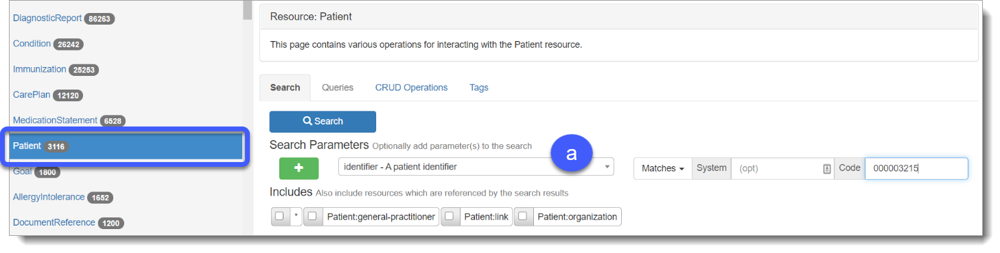 DiagnosticReport 86263
Condition 26242
Immunization 25253
CarePlan 12120
MedicationStatement 6528
Patient 3116
Goal 1800
AllergyIntolerance 1652
DocumentReference 1200
Resource: Patient
This page contains various operations for interacting with the Patient resource.
Search Queries CRUD Operations Tags
Search
Search Parameters Optionally add parameter(s) to the search
a
identifier - A patient identifier Matches System (opt) Code 000003215
Includes Also include resources which are referenced by the search results
* Patient:general-practitioner Patient:link Patient:organization